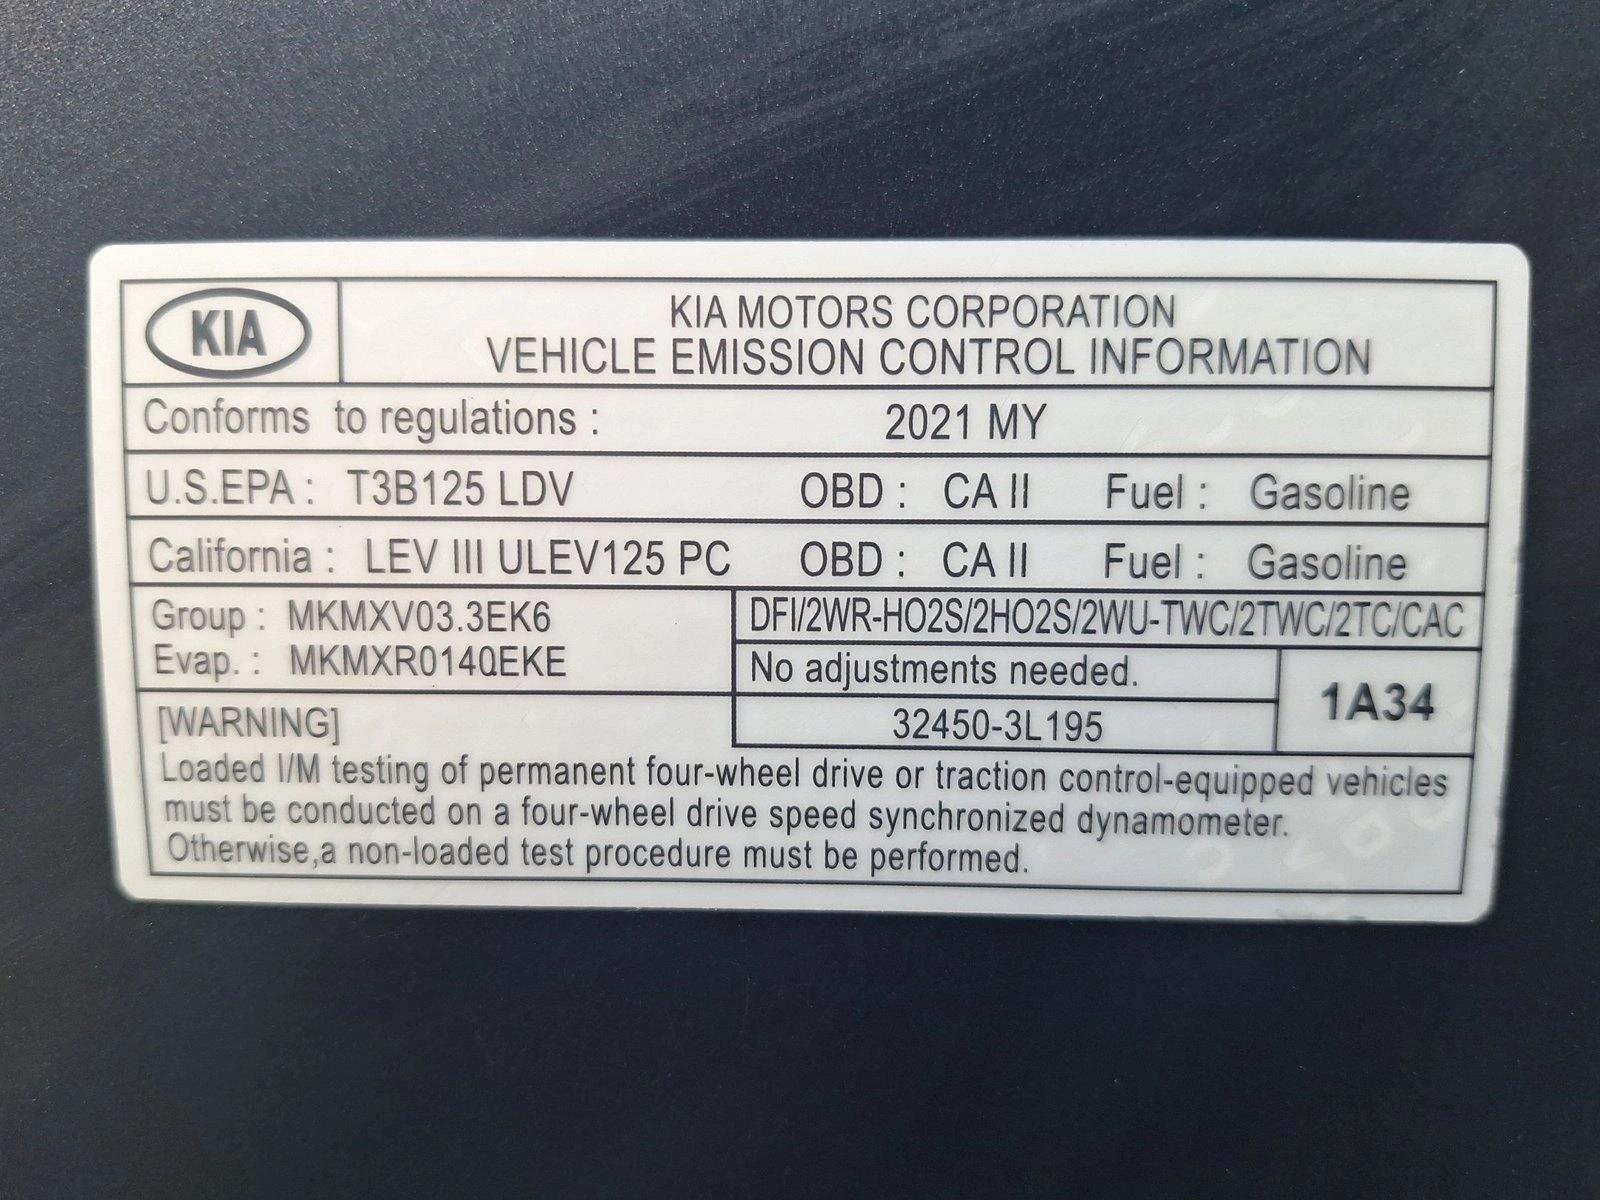 KIA
KIA MOTORS CORPORATION
VEHICLE EMISSION CONTROL INFORMATION
Conforms to regulations : 2021 MY
U.S.EPA : T3B125 LDV OBD : CA II Fuel : Gasoline
California : LEV III ULEV125 PC OBD : CA II Fuel : Gasoline
Group : MKMXV03.3EK6
Evap. : MKMXR0140EKE
DFI/2WR-HO2S/2HO2S/2WU-TWC/2TWC/2TC/CAC
No adjustments needed.
32450-3L195
1A34
[WARNING]
Loaded I/M testing of permanent four-wheel drive or traction control-equipped vehicles
must be conducted on a four-wheel drive speed synchronized dynamometer.
Otherwise,a non-loaded test procedure must be performed.